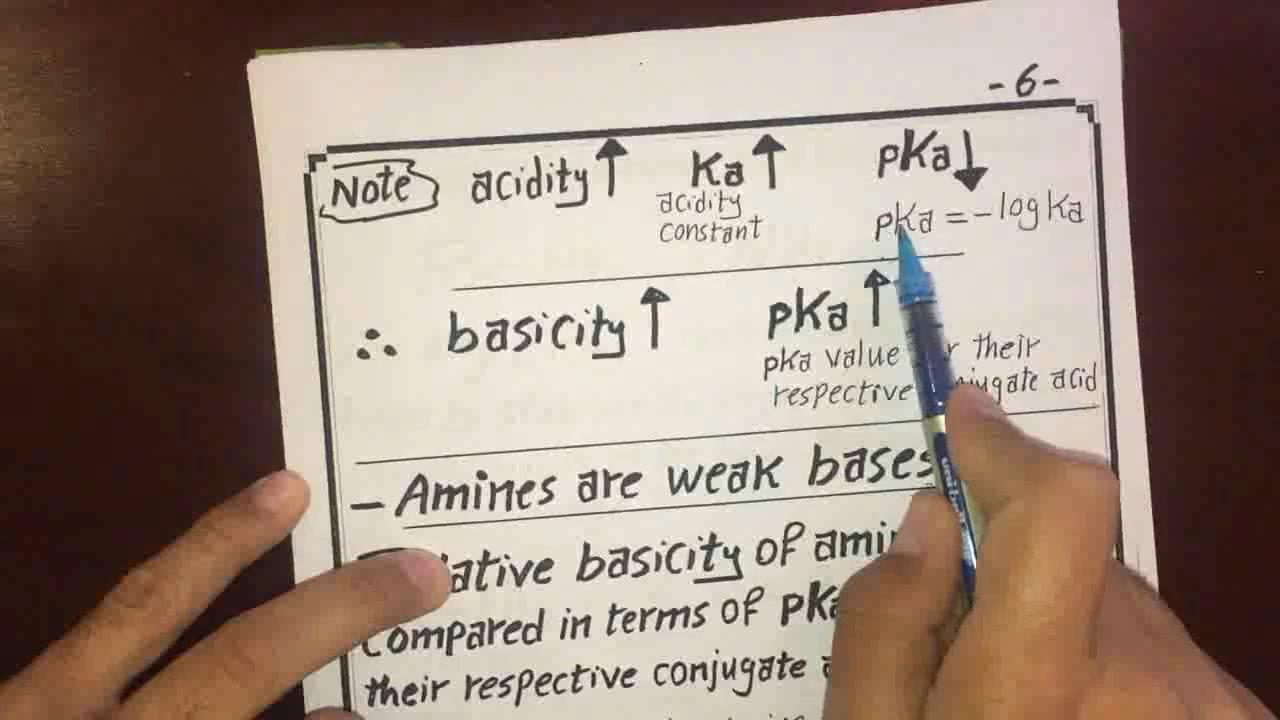 -6-
Note acidity↑ Ka↑ pKa↓
acidity
constant
pKa = -log Ka
∴ basicity↑ pKa↑
pka value their
respective acid
- Amines are weak bases
basicity of
Compared in terms of
their respective conjugate